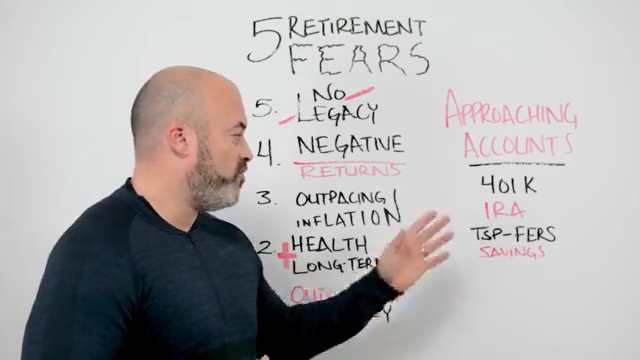 5 RETIREMENT
FEARS
5. NO
LEGACY
4. NEGATIVE
RETURNS
3. OUTPACING
INFLATION
2. HEALTH
LONG-TER
APPROACHING
ACCOUNTS
401K
IRA
TSP-FERS
SAVINGS